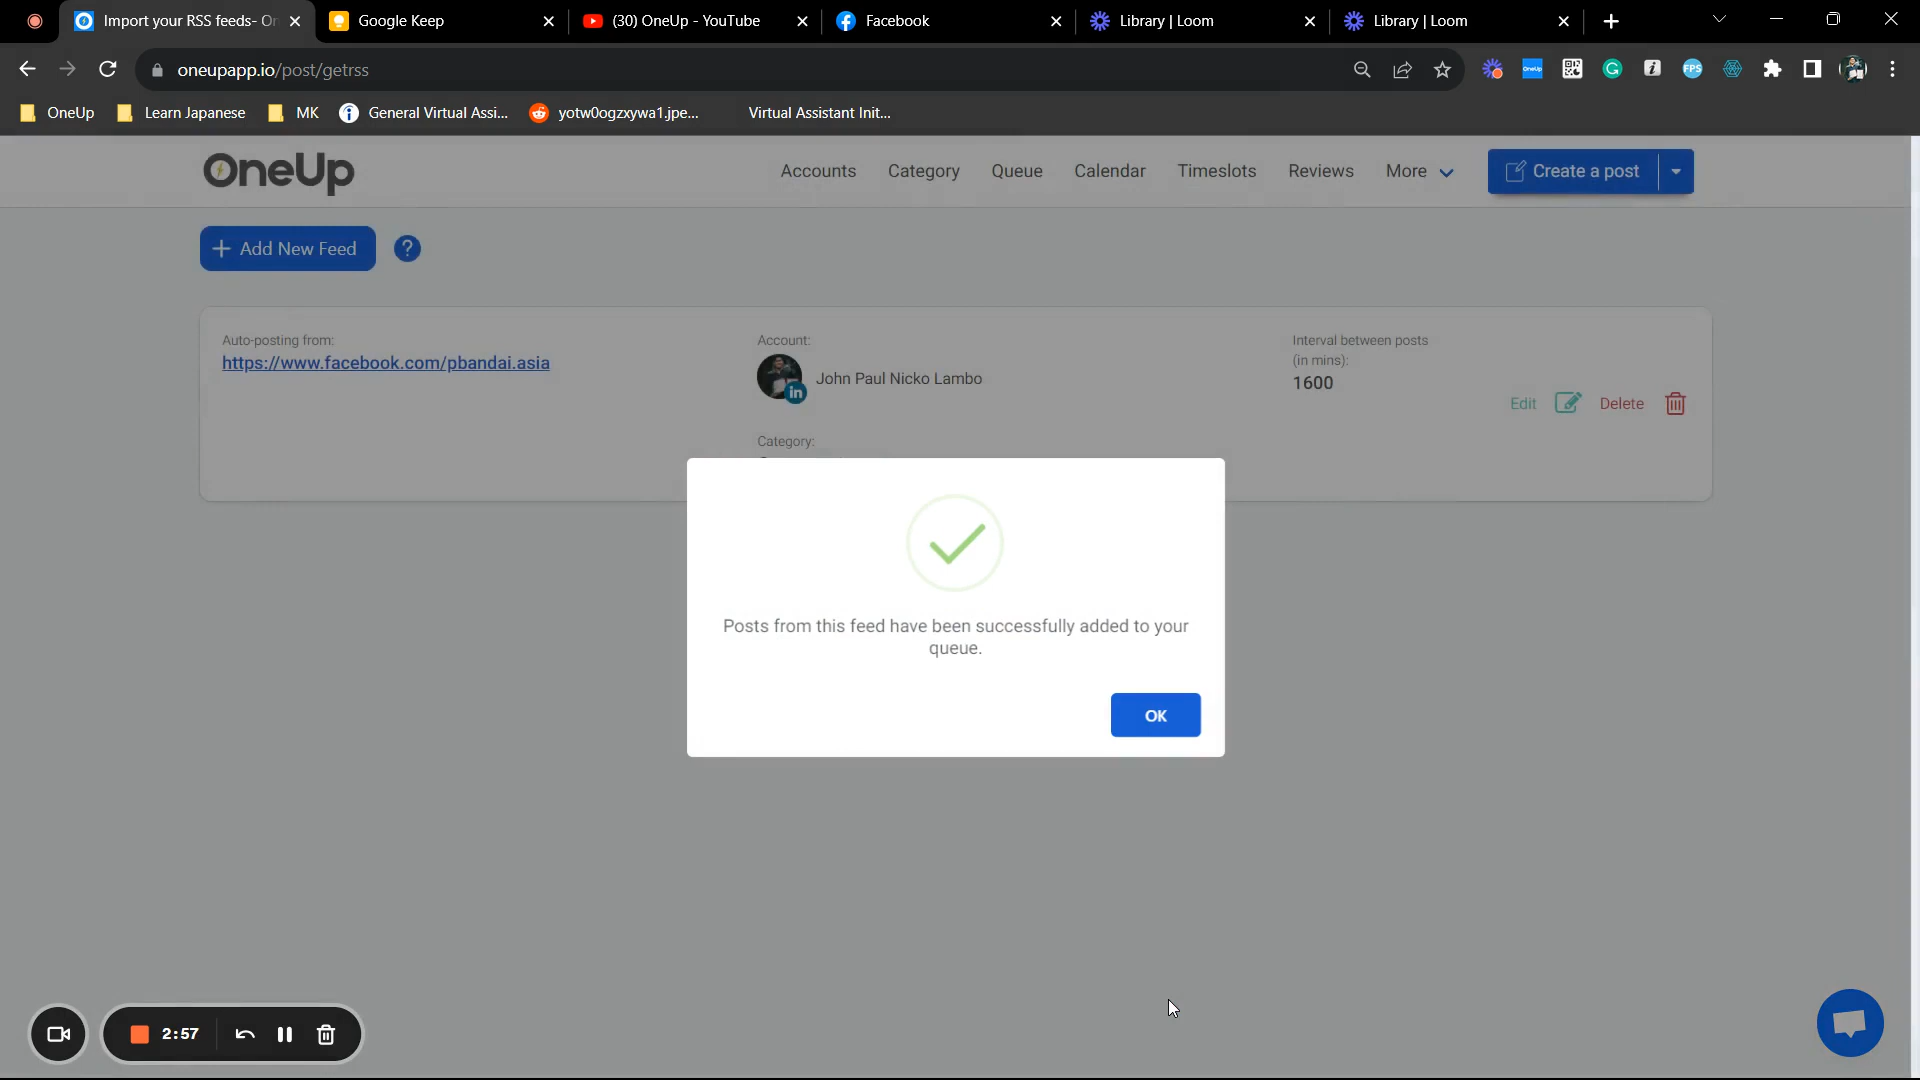 Import your RSS feeds- On
Google Keep
(30) OneUp - YouTube
Facebook
Library | Loom
Library | Loom
oneupapp.io/post/getrss
OneUp
Learn Japanese
MK
General Virtual Assi...
yotw0ogzxywa1.jpe...
Virtual Assistant Init...
OneUp
Accounts
Category
Queue
Calendar
Timeslots
Reviews
More
Create a post
+ Add New Feed
?
Auto-posting from:
https://www.facebook.com/pbandai.asia
Account:
in
John Paul Nicko Lambo
Category:
Interval between posts
(in mins):
1600
Edit
Delete
Posts from this feed have been successfully added to your
queue.
OK
2:57